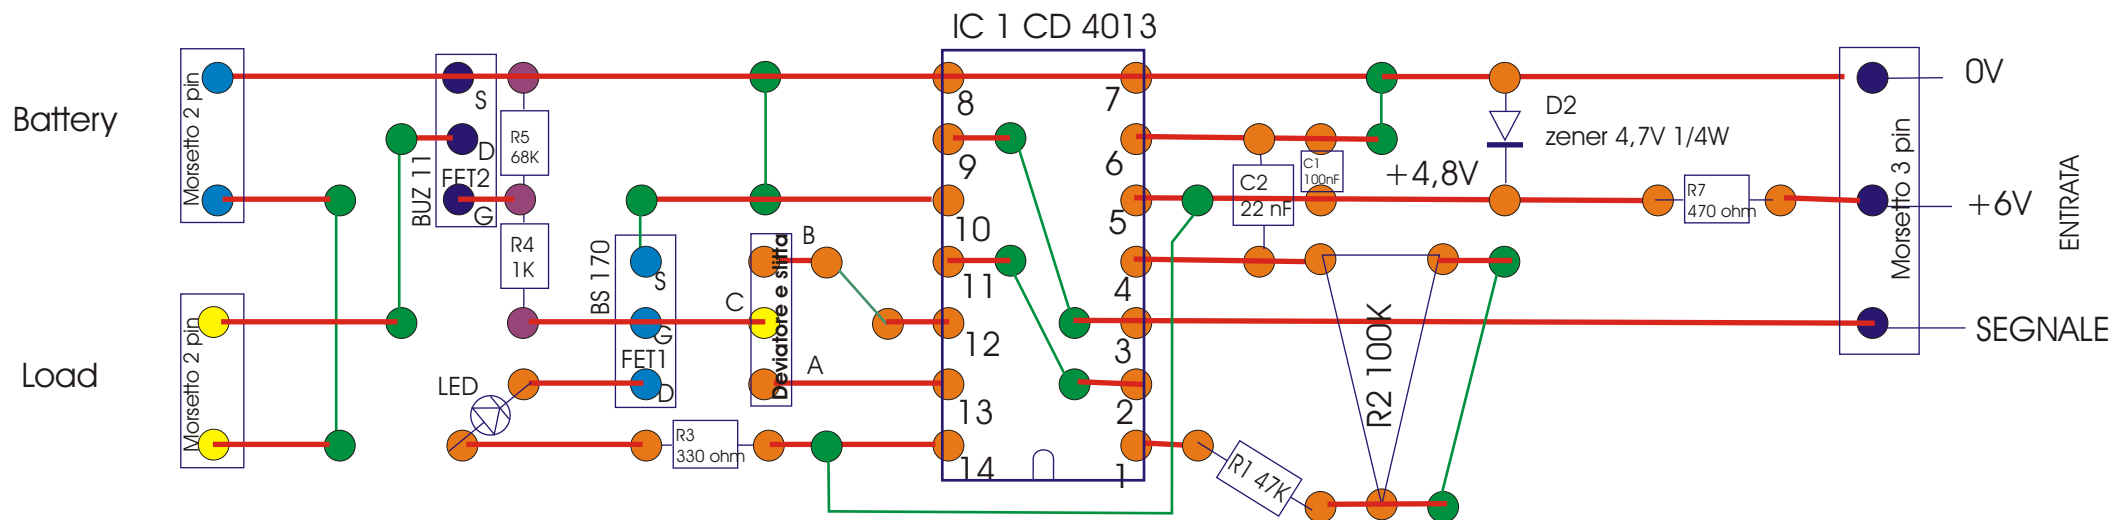 IC 1 CD 4013
Battery
Morsetto 2 pin
BUZ 11
S
D
FET2
G
R5
68K
R4
1K
BS 170
S
G
FET1
D
B
C
A
Deviatore e slitta
8
9
10
11
12
13
14
7
6
5
4
3
2
1
C2
22 nF
C1
100nF
+4,8V
D2
zener 4,7V 1/4W
R7
470 ohm
Morsetto 3 pin
0V
+6V
SEGNALE
ENTRATA
Load
Morsetto 2 pin
LED
R3
330 ohm
R1 47K
R2 100K